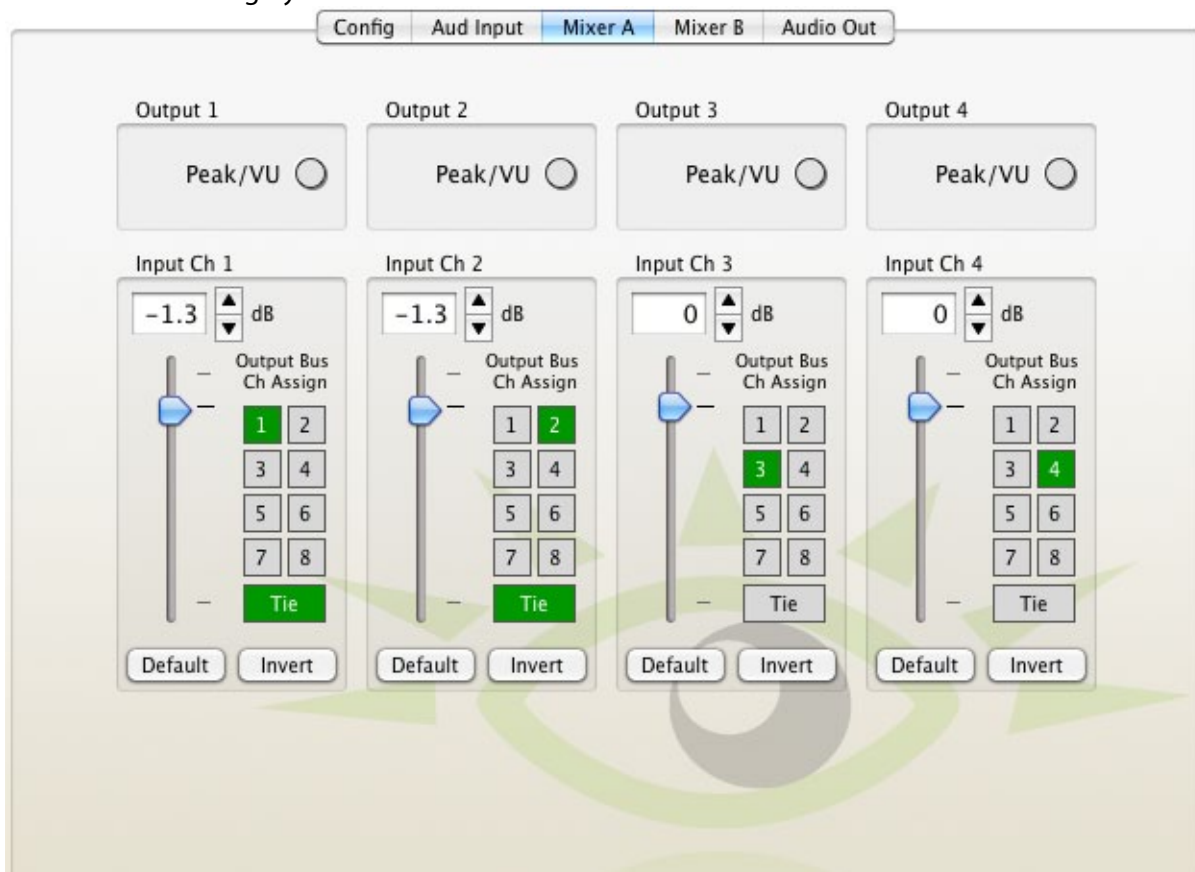 Config Aud Input Mixer A Mixer B Audio Out
Output 1 Output 2 Output 3 Output 4
Peak/VU Peak/VU Peak/VU Peak/VU
Input Ch 1 Input Ch 2 Input Ch 3 Input Ch 4
-1.3 dB -1.3 dB 0 dB 0 dB
Output Bus Output Bus Output Bus Output Bus
Ch Assign Ch Assign Ch Assign Ch Assign
1 2 1 2 1 2 1 2
3 4 3 4 3 4 3 4
5 6 5 6 5 6 5 6
7 8 7 8 7 8 7 8
Tie Tie Tie Tie
Default Invert Default Invert Default Invert Default Invert